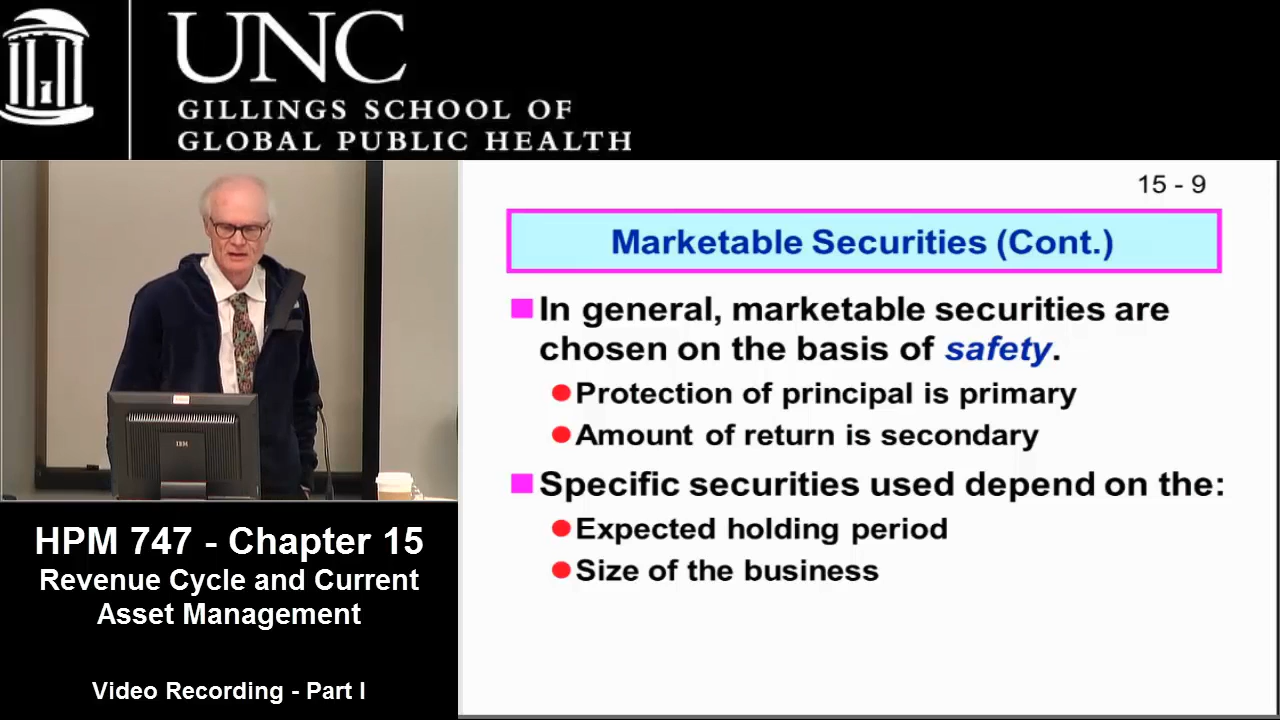 UNC
GILLINGS SCHOOL OF
GLOBAL PUBLIC HEALTH
15 - 9
Marketable Securities (Cont.)
In general, marketable securities are
chosen on the basis of safety.
Protection of principal is primary
Amount of return is secondary
Specific securities used depend on the:
Expected holding period
Size of the business
IBM
HPM 747 - Chapter 15
Revenue Cycle and Current
Asset Management
Video Recording - Part I